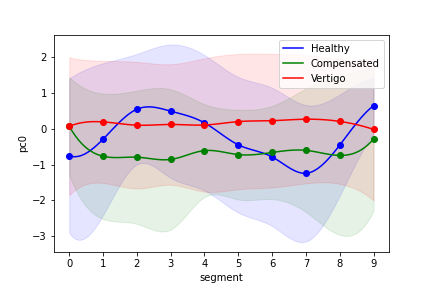 Healthy
Compensated
Vertigo
pc0
2
1
0
−1
−2
−3
0 1 2 3 4 5 6 7 8 9
segment